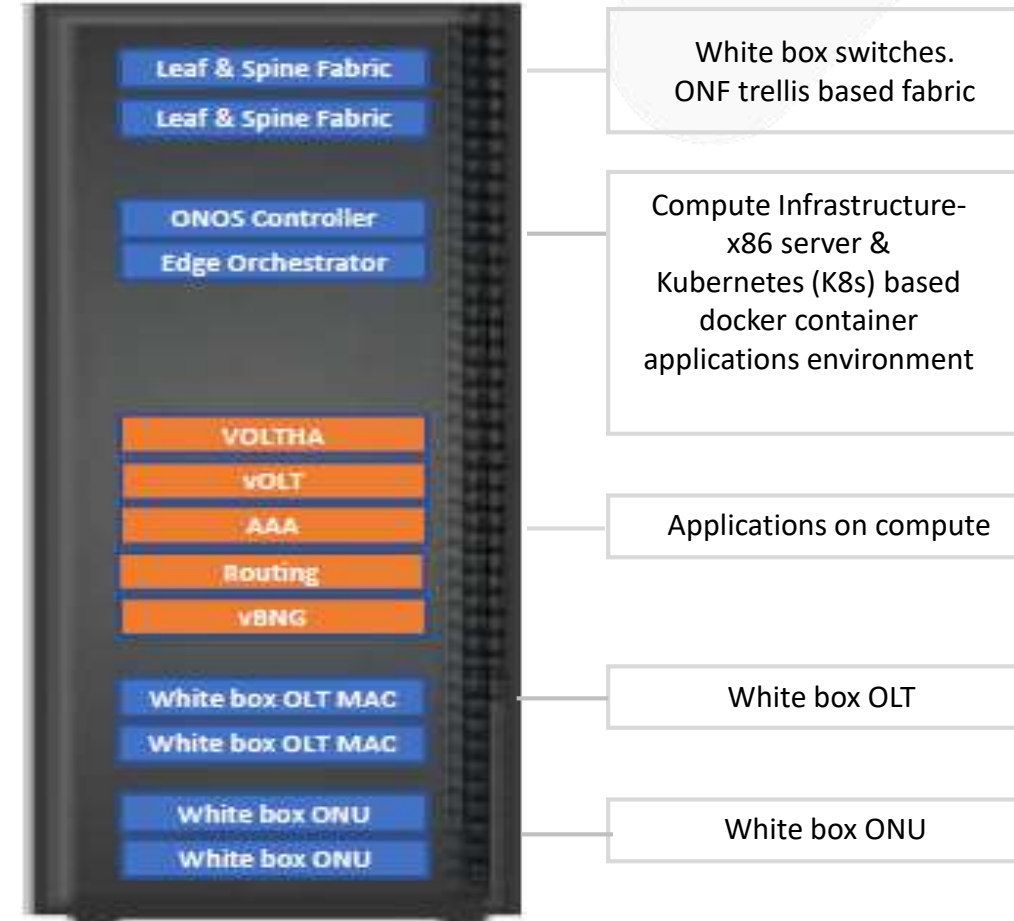 Leaf & Spine Fabric
Leaf & Spine Fabric
White box switches.
ONF trellis based fabric
ONOS Controller
Edge Orchestrator
Compute Infrastructure-
x86 server &
Kubernetes (K8s) based
docker container
applications environment
VOLTHA
vOLT
AAA
Routing
vBNG
Applications on compute
White box OLT MAC
White box OLT MAC
White box OLT
White box ONU
White box ONU
White box ONU